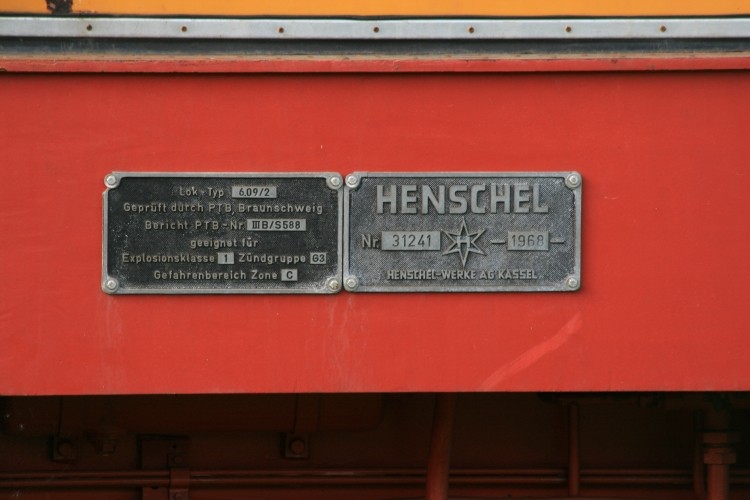 Lok-Typ 6.09/2
Geprüft durch PTB, Braunschweig
Bericht PTB-Nr III B/S588
geeignet für
Explosionsklasse 1 Zündgruppe G3
Gefahrenbereich Zone C
HENSCHEL
Nr 31241 H -1968-
HENSCHEL-WERKE AG KASSEL